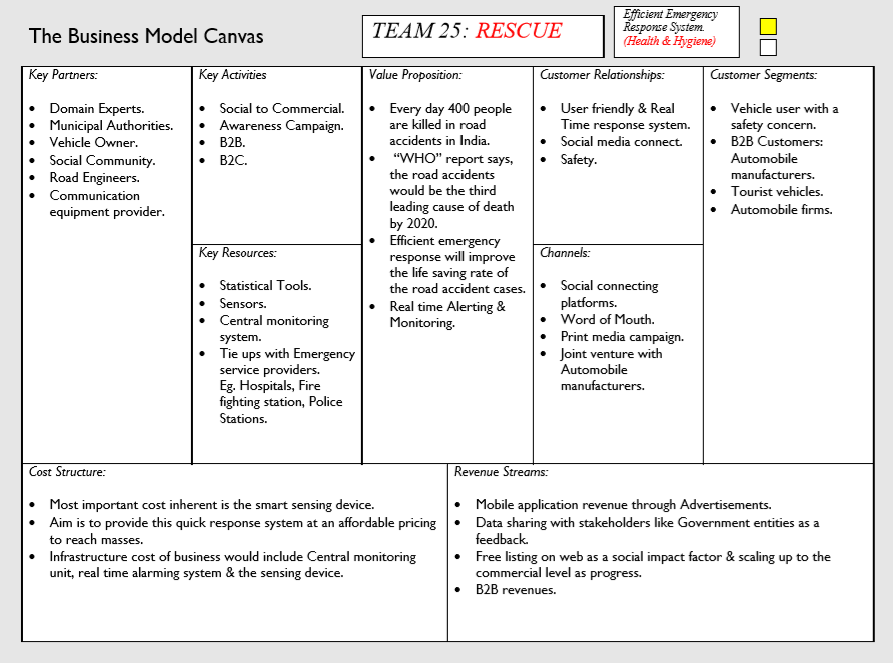 The Business Model Canvas
TEAM 25: RESCUE
Efficient Emergency
Response System.
(Health & Hygiene)
Key Partners:
• Domain Experts.
• Municipal Authorities.
• Vehicle Owner.
• Social Community.
• Road Engineers.
• Communication
equipment provider.
Key Activities
• Social to Commercial.
• Awareness Campaign.
• B2B.
• B2C.
Key Resources:
• Statistical Tools.
• Sensors.
• Central monitoring
system.
• Tie ups with Emergency
service providers.
Eg. Hospitals, Fire
fighting station, Police
Stations.
Value Proposition:
• Every day 400 people
are killed in road
accidents in India.
• “WHO” report says,
the road accidents
would be the third
leading cause of death
by 2020.
• Efficient emergency
response will improve
the life saving rate of
the road accident cases.
• Real time Alerting &
Monitoring.
Customer Relationships:
• User friendly & Real
Time response system.
• Social media connect.
• Safety.
Channels:
• Social connecting
platforms.
• Word of Mouth.
• Print media campaign.
• Joint venture with
Automobile
manufacturers.
Customer Segments:
• Vehicle user with a
safety concern.
• B2B Customers:
Automobile
manufacturers.
• Tourist vehicles.
• Automobile firms.
Cost Structure:
• Most important cost inherent is the smart sensing device.
• Aim is to provide this quick response system at an affordable pricing
to reach masses.
• Infrastructure cost of business would include Central monitoring
unit, real time alarming system & the sensing device.
Revenue Streams:
• Mobile application revenue through Advertisements.
• Data sharing with stakeholders like Government entities as a
feedback.
• Free listing on web as a social impact factor & scaling up to the
commercial level as progress.
• B2B revenues.